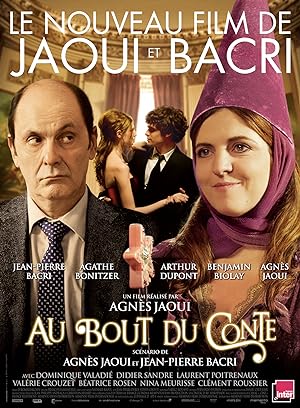 LE NOUVEAU FILM DE
JAOUI ET BACRI
JEAN-PIERRE BACRI
AGATHE BONITZER
ARTHUR DUPONT
BENJAMIN BIOLAY
AGNÈS JAOUI
UN FILM RÉALISÉ PAR
AGNÈS JAOUI
AU BOUT DU CONTE
SCÉNARIO DE
AGNÈS JAOUI ET JEAN-PIERRE BACRI
AVEC DOMINIQUE VALADIÉ DIDIER SANDRE LAURENT POITRENAUX
VALÉRIE CROUZET BÉATRICE ROSEN NINA MEURISSE CLÉMENT ROUSSIER
inter